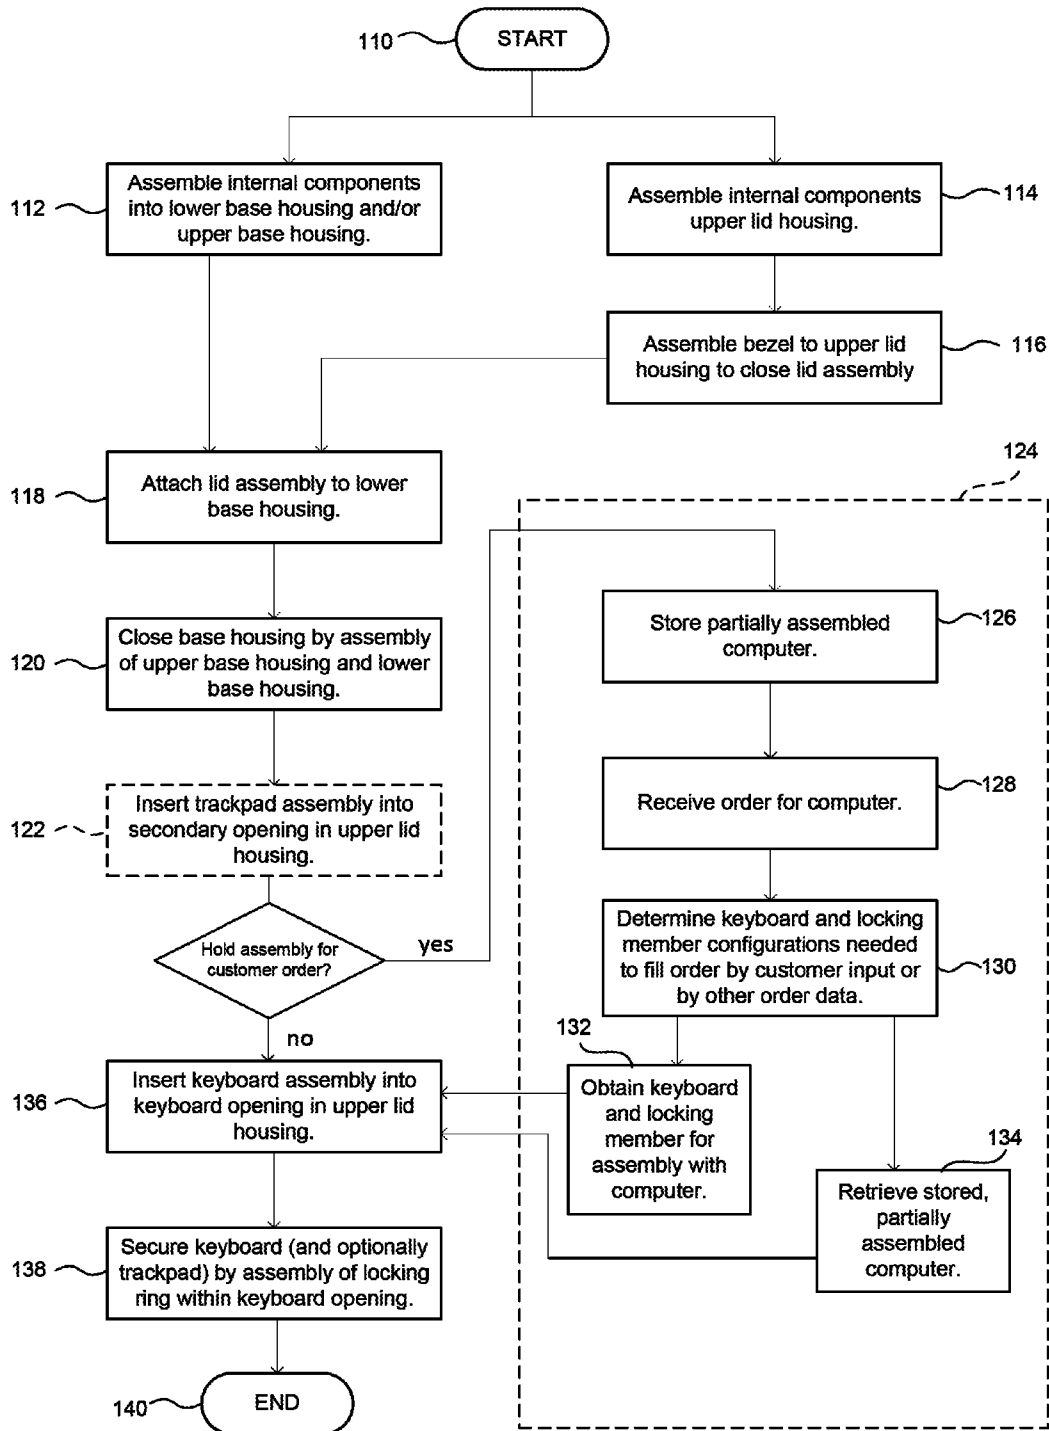 110
START
112
Assemble internal components
into lower base housing and/or
upper base housing.
Assemble internal components
upper lid housing.
114
Assemble bezel to upper lid
housing to close lid assembly
116
118
Attach lid assembly to lower
base housing.
120
Close base housing by assembly
of upper base housing and lower
base housing.
122
Insert trackpad assembly into
secondary opening in upper lid
housing.
Hold assembly for
customer order?
yes
no
124
Store partially assembled
computer.
126
Receive order for computer.
128
Determine keyboard and locking
member configurations needed
to fill order by customer input or
by other order data.
130
132
Obtain keyboard
and locking
member for
assembly with
computer.
134
Retrieve stored,
partially
assembled
computer.
136
Insert keyboard assembly into
keyboard opening in upper lid
housing.
138
Secure keyboard (and optionally
trackpad) by assembly of locking
ring within keyboard opening.
140
END